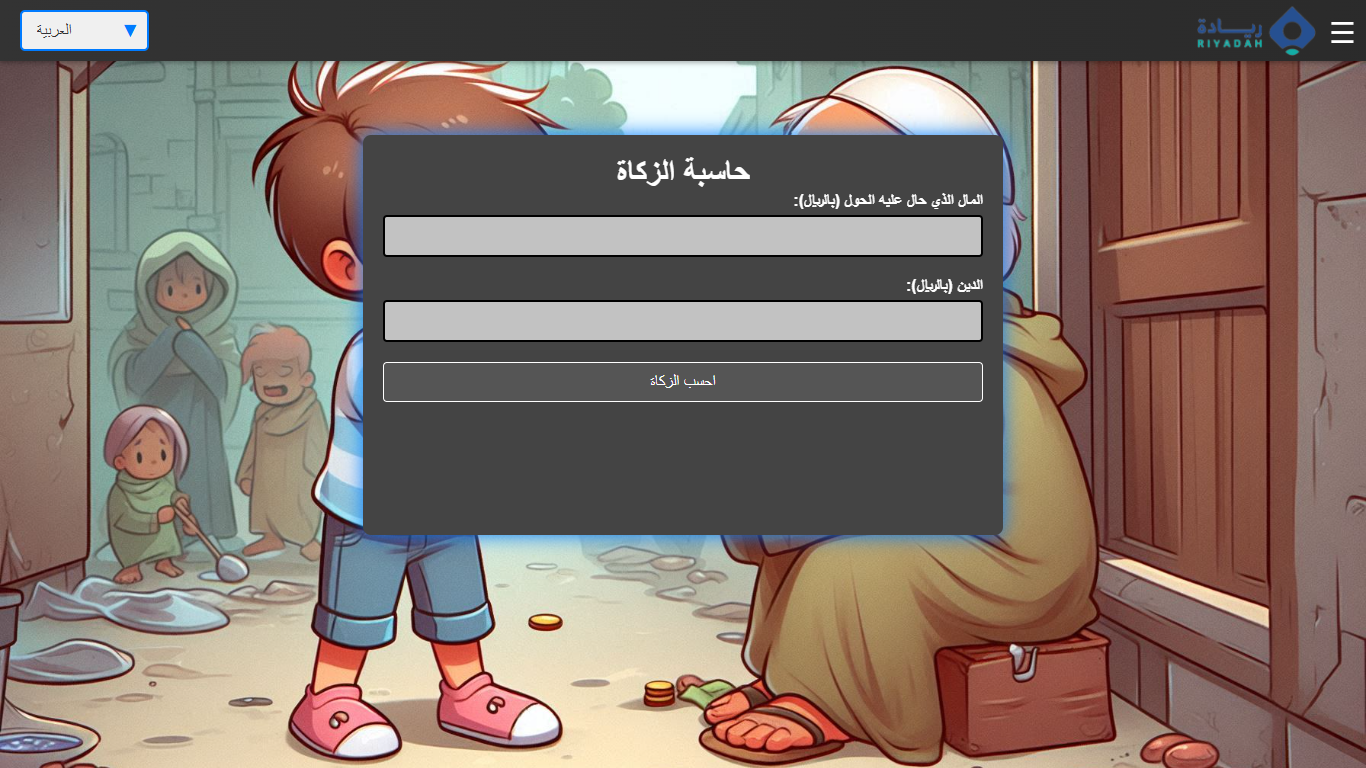 ريادة
RIYADAH
العربية
حاسبة الزكاة
المال الذي حال عليه الحول (بالريال):
الدين (بالريال):
احسب الزكاة